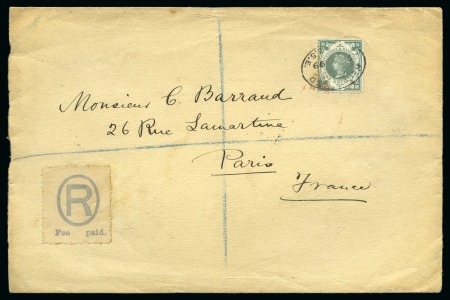 Monsieur C. Barraud
26 Rue Lamartine
Paris
France
R
Fee paid.